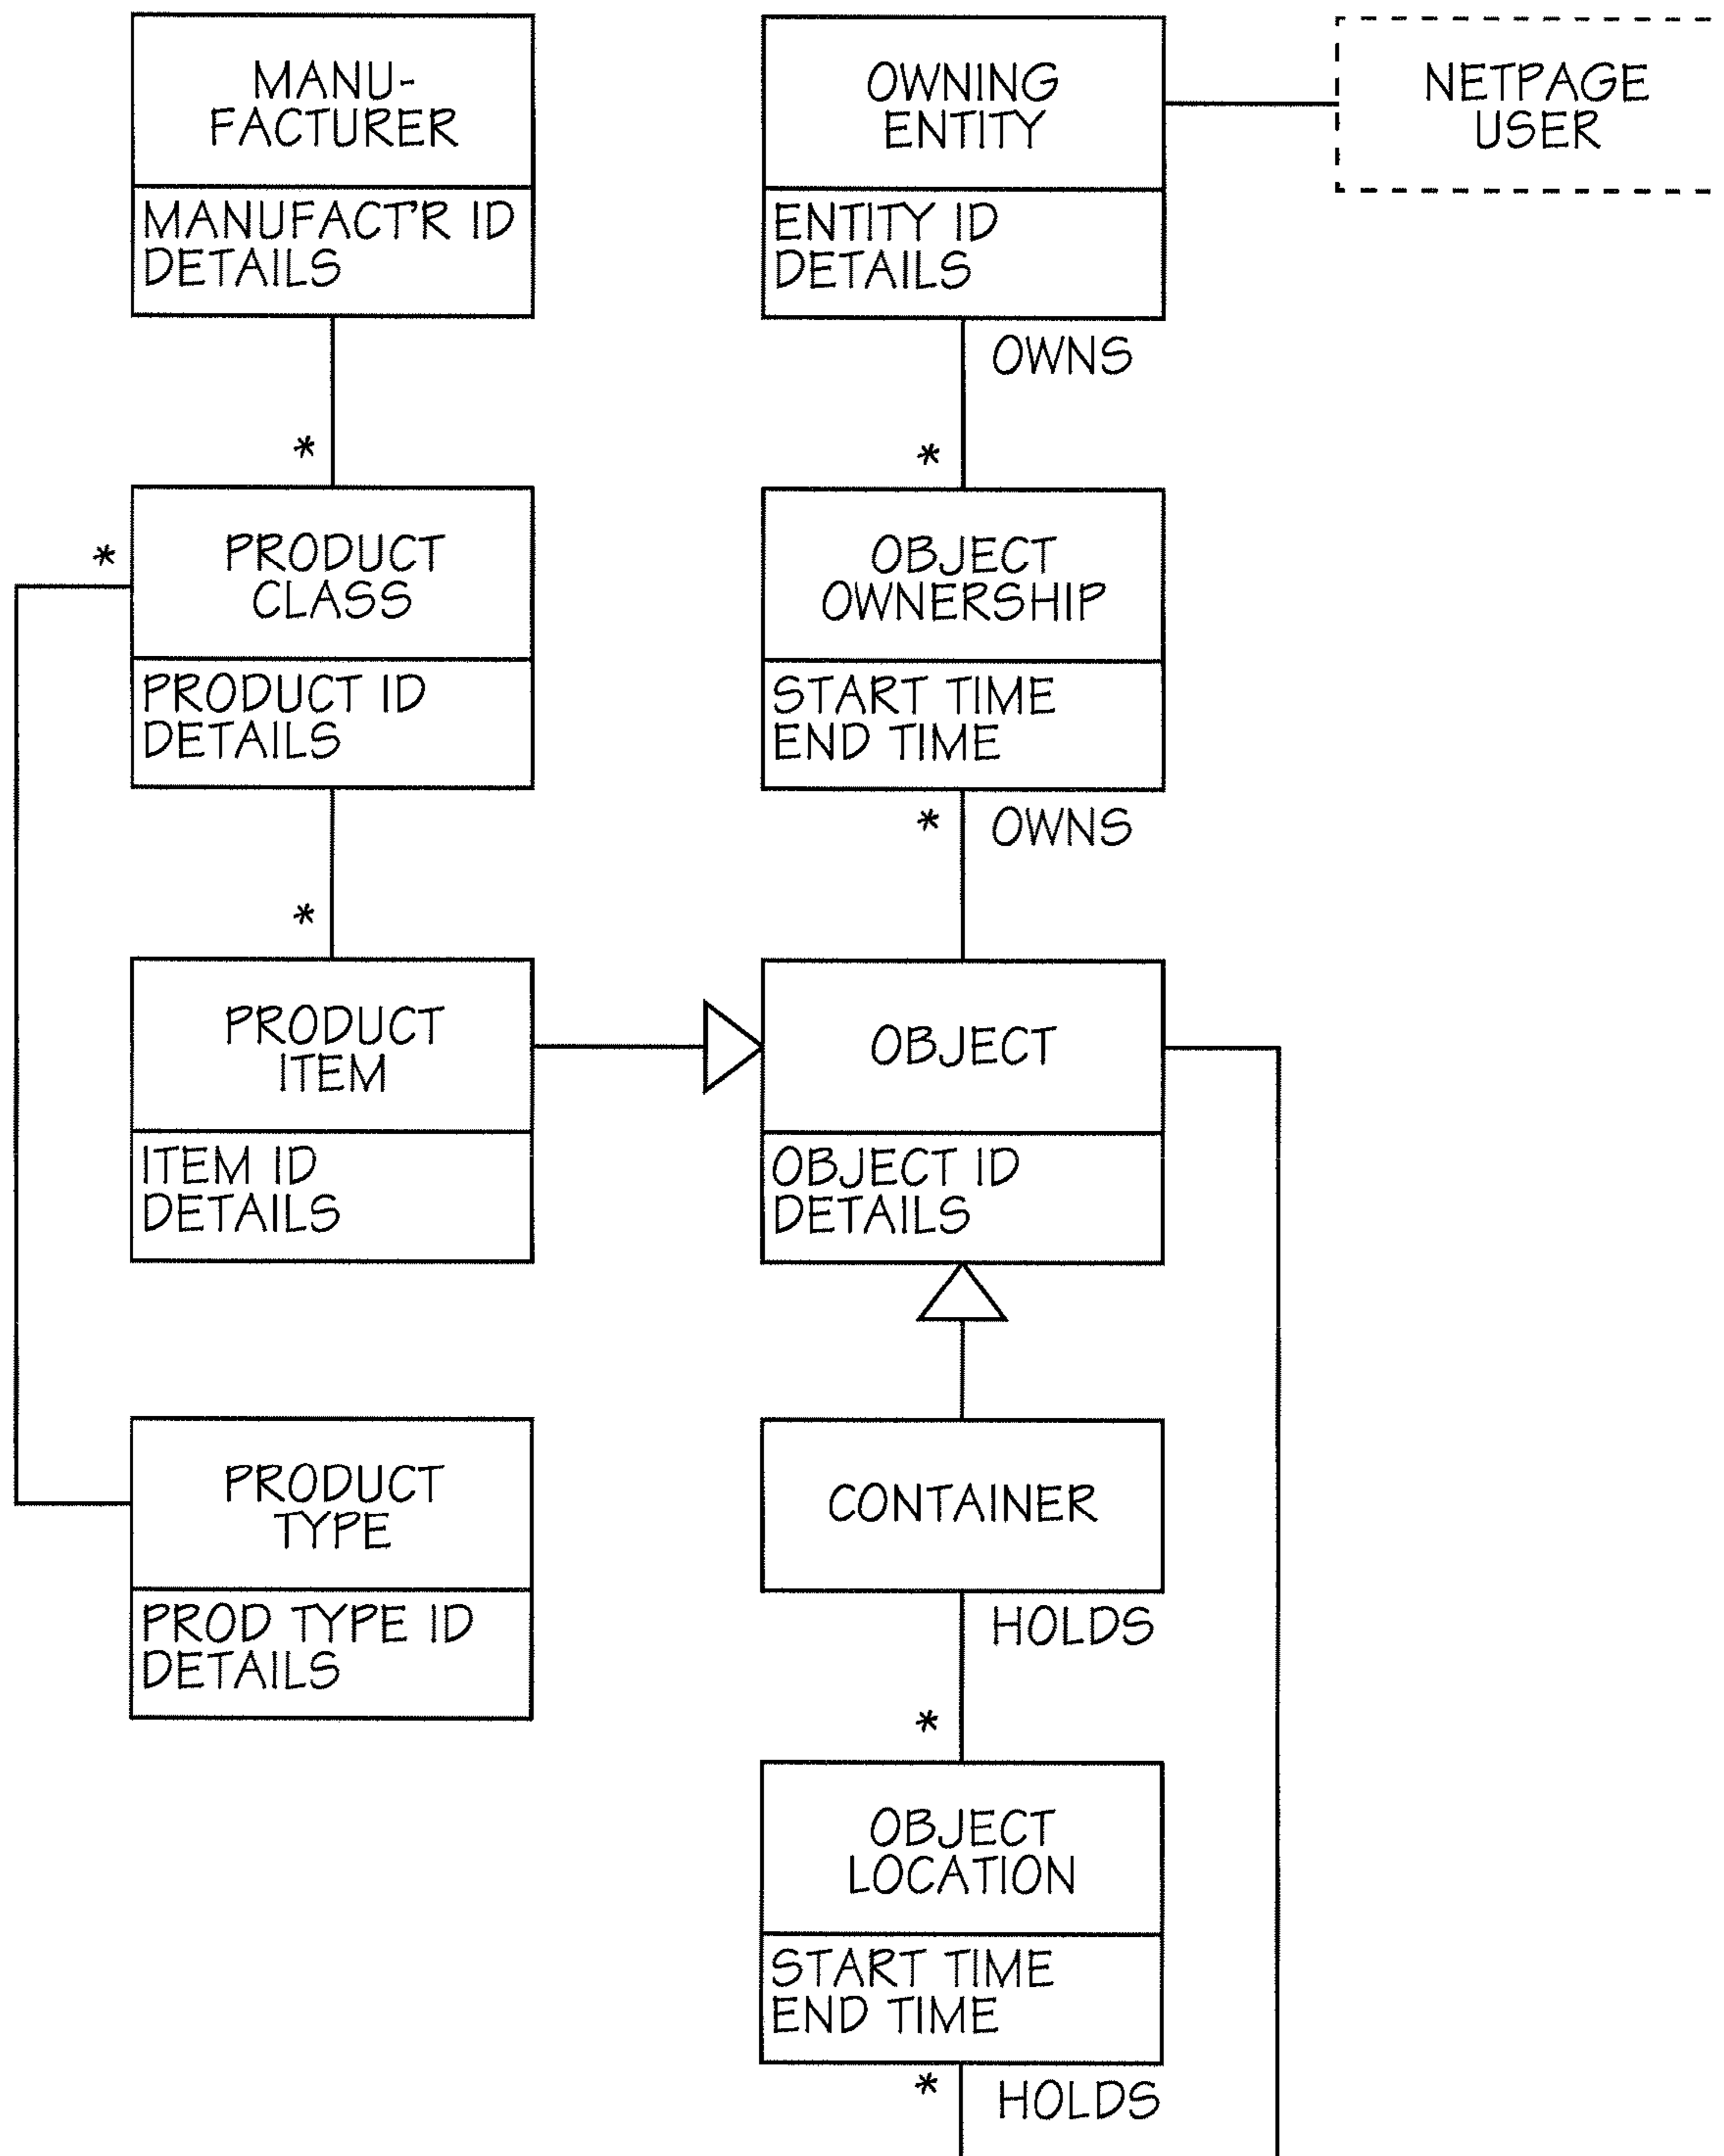 MANU-
FACTURER
MANUFACT'R ID
DETAILS
OWNING
ENTITY
ENTITY ID
DETAILS
NETPAGE
USER
OWNS
*
*
PRODUCT
CLASS
PRODUCT ID
DETAILS
*
OBJECT
OWNERSHIP
START TIME
END TIME
* OWNS
*
PRODUCT
ITEM
ITEM ID
DETAILS
OBJECT
OBJECT ID
DETAILS
PRODUCT
TYPE
PROD TYPE ID
DETAILS
CONTAINER
HOLDS
*
OBJECT
LOCATION
START TIME
END TIME
* HOLDS